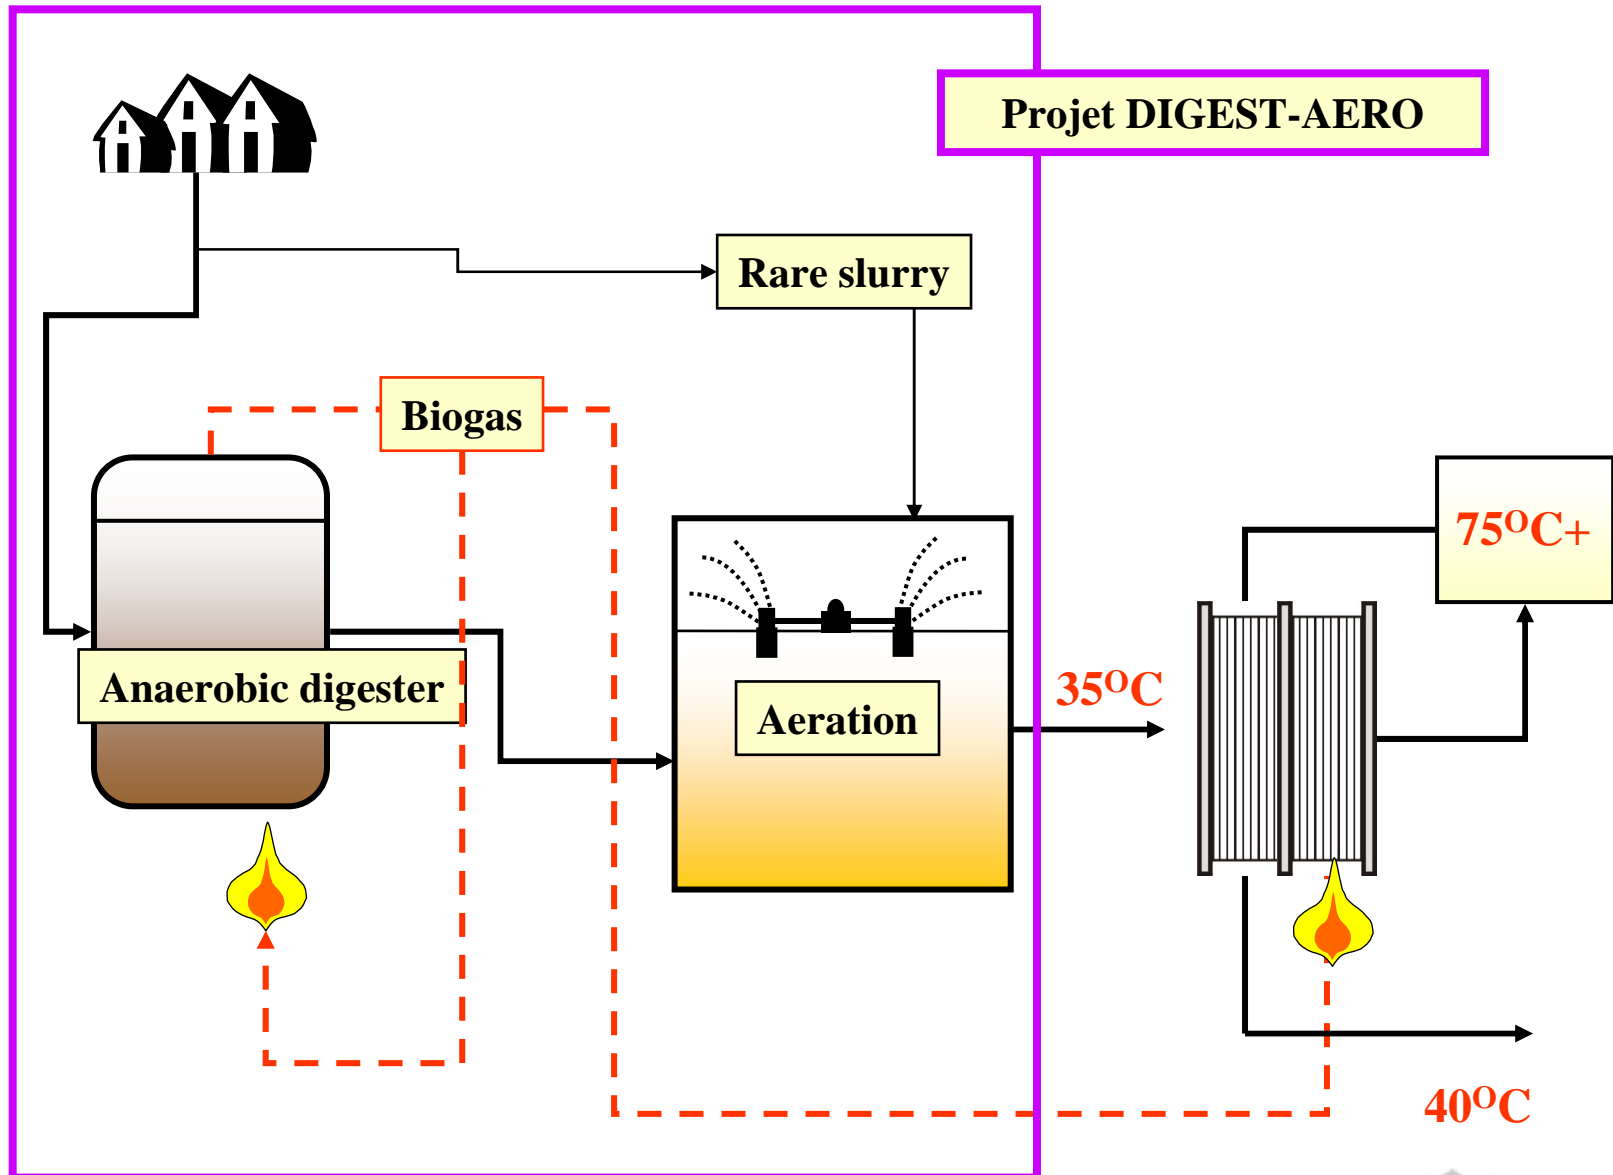 Projet DIGEST-AERO
Rare slurry
Biogas
75ᴼC+
Anaerobic digester
35ᴼC
Aeration
40ᴼC